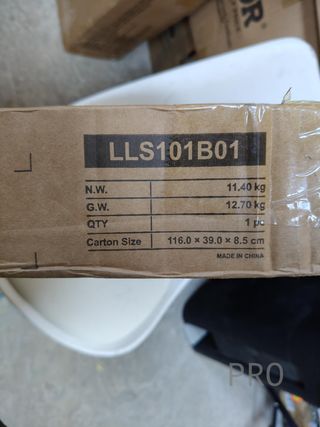 OR
LLS101B01
N.W. 11.40 kg
G.W. 12.70 kg
QTY 1 pc
Carton Size 116.0 × 39.0 × 8.5 cm
MADE IN CHINA
PRO